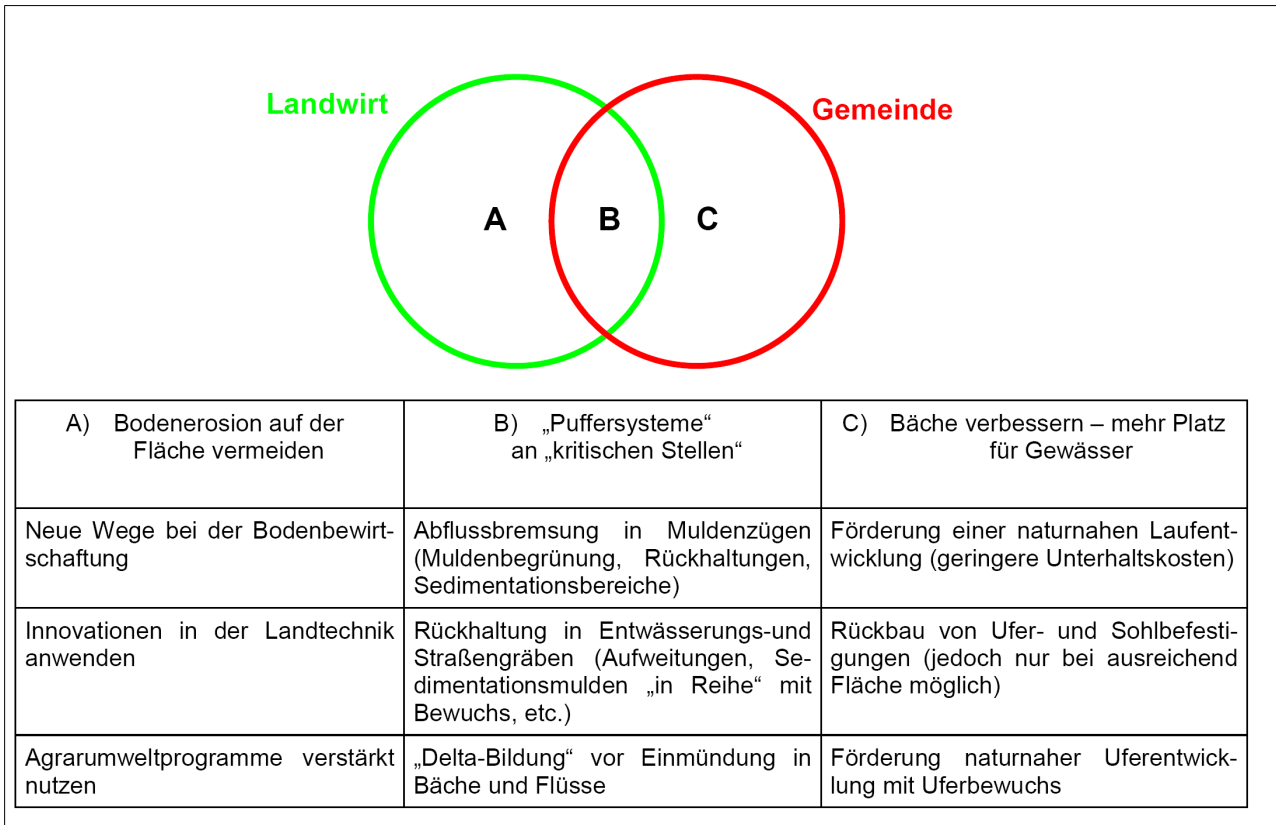 Landwirt
Gemeinde
A
B
C
A) Bodenerosion auf der
Fläche vermeiden
B) „Puffersysteme“
an „kritischen Stellen“
C) Bäche verbessern – mehr Platz
für Gewässer
Neue Wege bei der Bodenbewirt-
schaftung
Abflussbremsung in Muldenzügen
(Muldenbegrünung, Rückhaltungen,
Sedimentationsbereiche)
Förderung einer naturnahen Laufent-
wicklung (geringere Unterhaltskosten)
Innovationen in der Landtechnik
anwenden
Rückhaltung in Entwässerungs-und
Straßengräben (Aufweitungen, Se-
dimentationsmulden „in Reihe“ mit
Bewuchs, etc.)
Rückbau von Ufer- und Sohlbefesti-
gungen (jedoch nur bei ausreichend
Fläche möglich)
Agrarumweltprogramme verstärkt
nutzen
„Delta-Bildung“ vor Einmündung in
Bäche und Flüsse
Förderung naturnaher Uferentwick-
lung mit Uferbewuchs